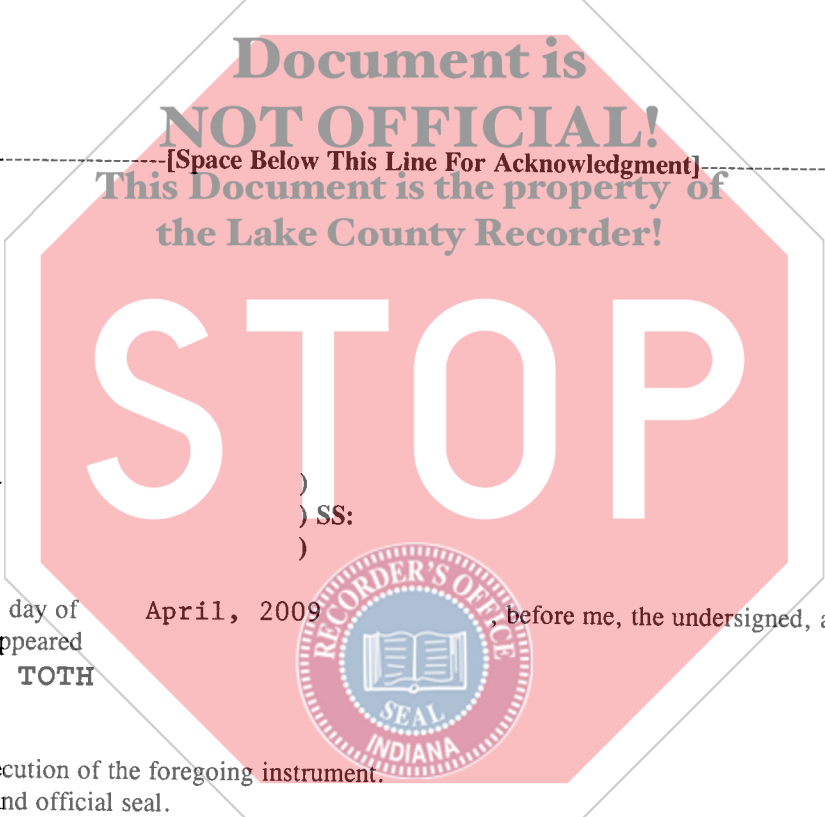 Document is
NOT OFFICIAL!
[Space Below This Line For Acknowledgment]
This Document is the property of
the Lake County Recorder!
STOP
)
) SS:
)
RECORDER'S OFFICE
SEAL
INDIANA
day of April, 2009, before me, the undersigned, a
ppeared
TOTH
cution of the foregoing instrument.
nd official seal.